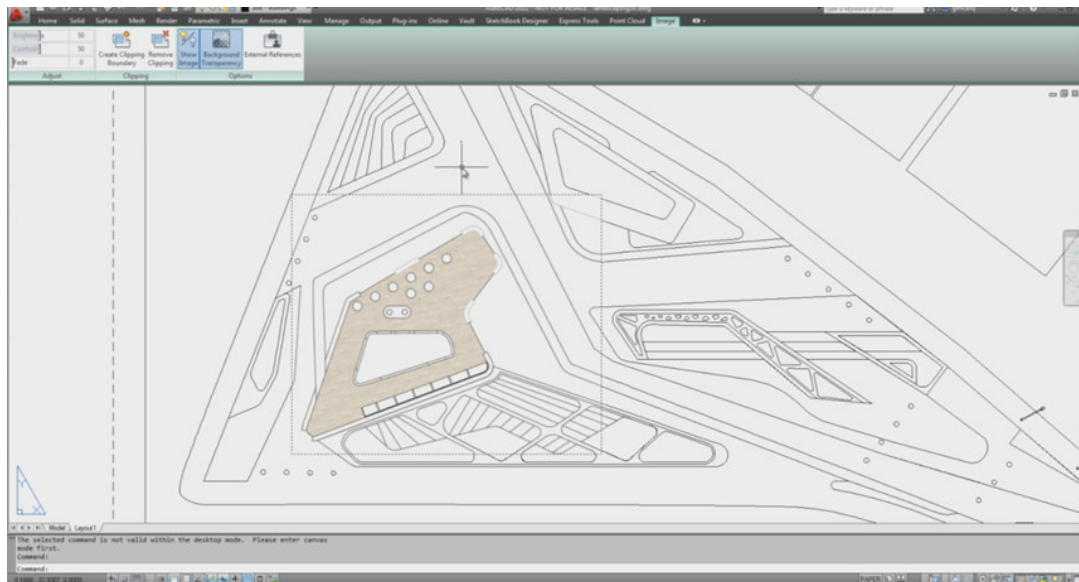 Home Solid Surface Mesh Render Parametric Insert Annotate View Manage Output Plug-ins Online Vault SketchBook Designer Express Tools Point Cloud Image
50
Contrast 50
Fade 0
Create Clipping Boundary
Remove Clipping
Show Image
Background Transparency
External References
Adjust Clipping Options
Y
X
Model Layout1
The selected command is not valid within the desktop mode. Please enter canvas
mode first.
Command:
Command:
PAPER